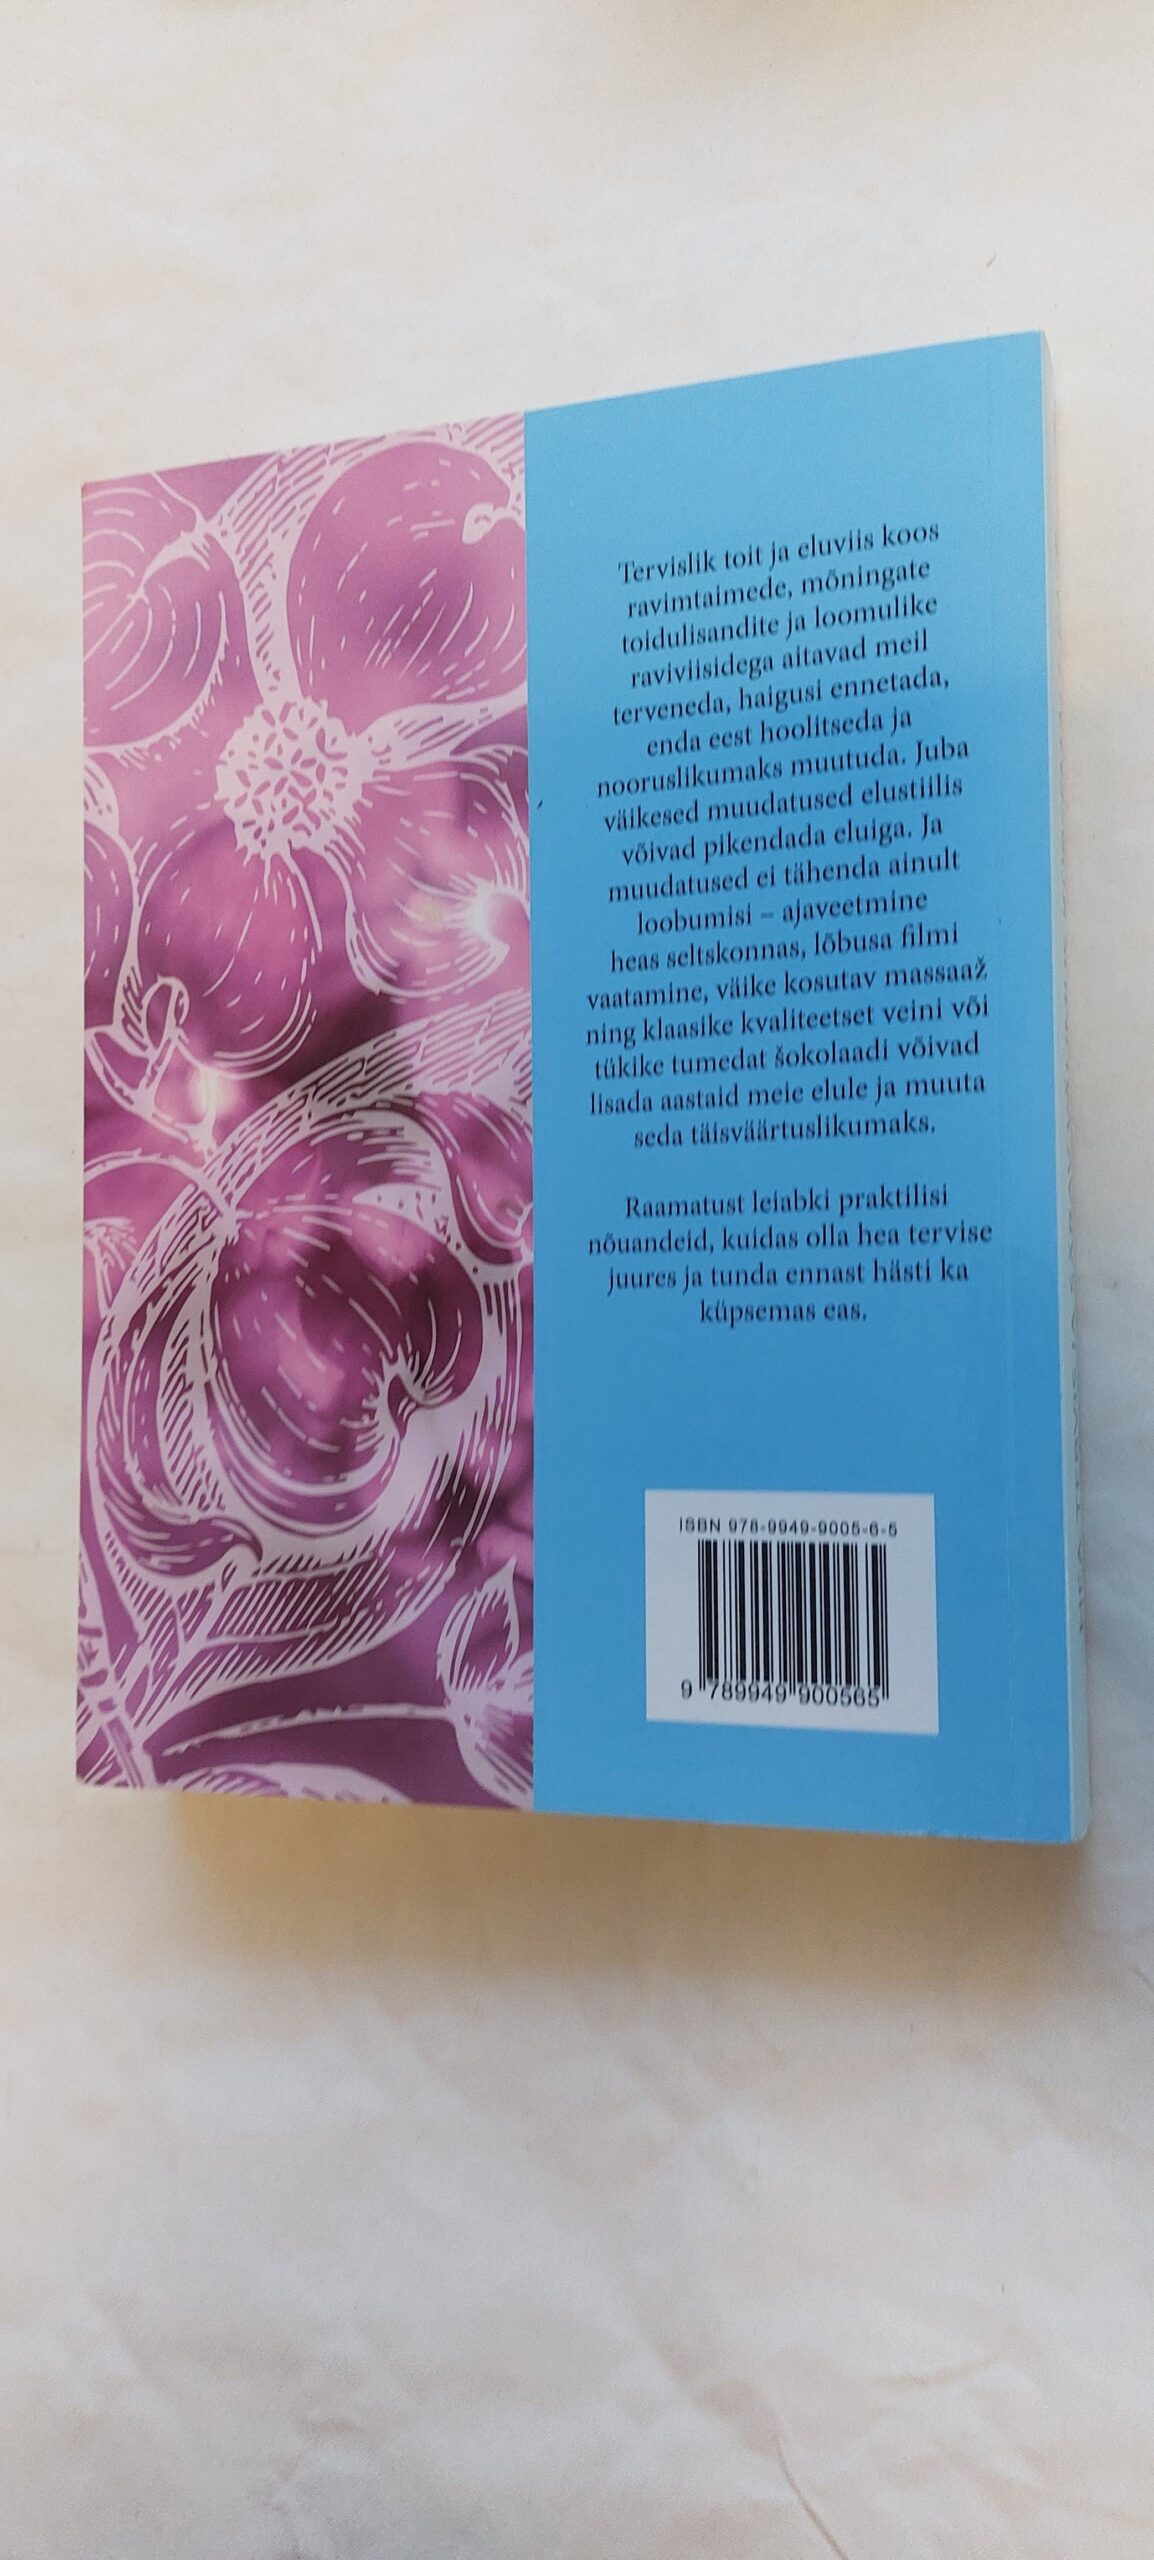 Tervislik toit ja eluviis koos
ravimtaimede, mõningate
toidulisandite ja loomulike
raviviisidega aitavad meil
terveneda, haigusi ennetada,
enda eest hoolitseda ja
nooruslikumaks muutuda. Juba
väikesed muudatused elustiilis
võivad pikendada eluiga. Ja
muudatused ei tähenda ainult
loobumisi – ajaveetmine
heas seltskonnas, lõbusa filmi
vaatamine, väike kosutav massaaž
ning klaasike kvaliteetset veini või
tükike tumedat šokolaadi võivad
lisada aastaid meie elule ja muuta
seda täisväärtuslikumaks.
Raamatust leiabki praktilisi
nõuandeid, kuidas olla hea tervise
juures ja tunda ennast hästi ka
küpsemas eas.
ISBN 978-9949-9005-6-5
9 789949 900565